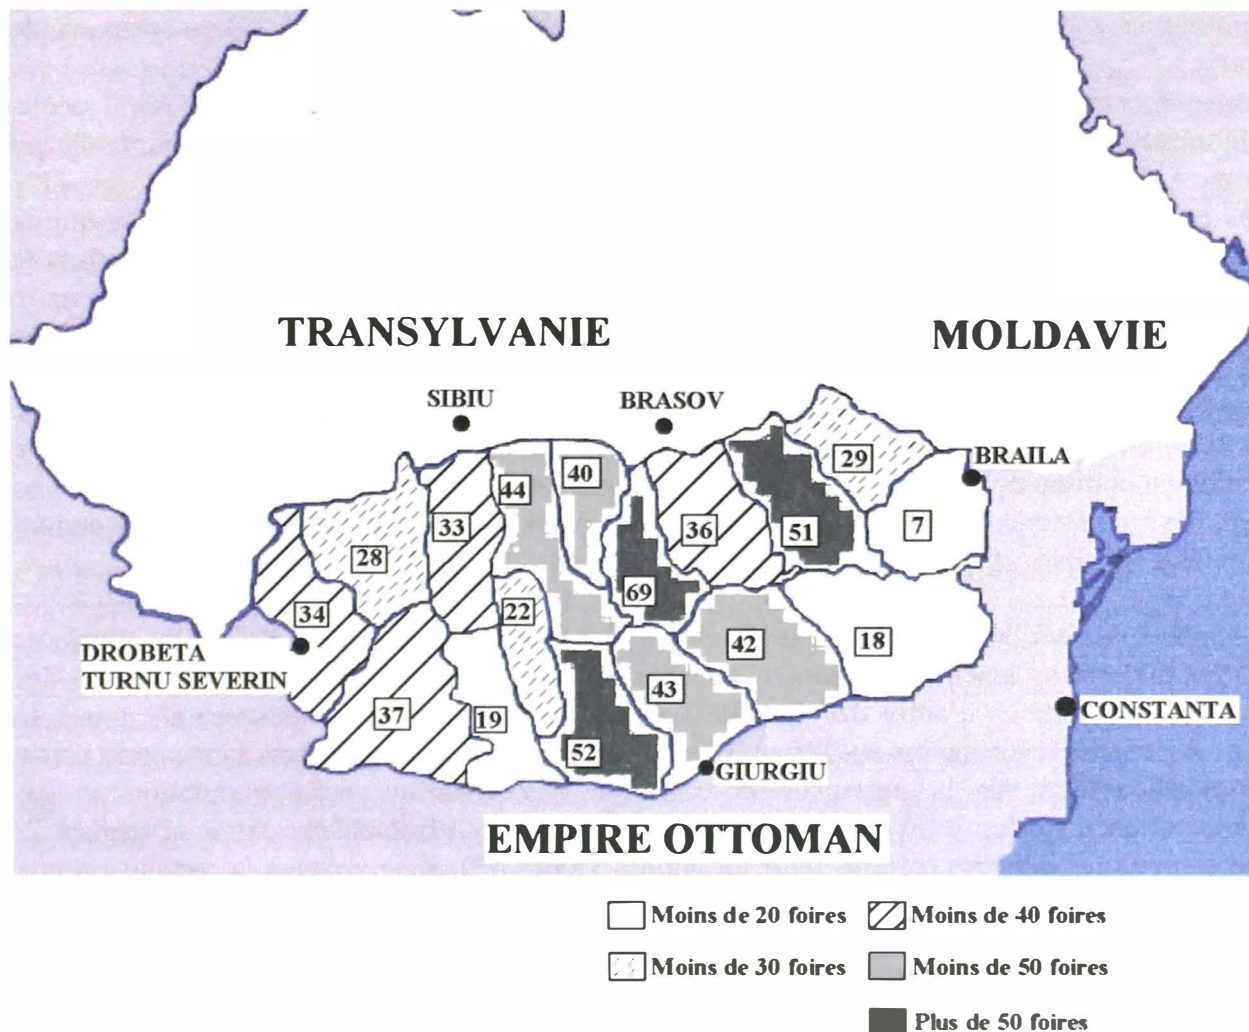 TRANSYLVANIE
MOLDAVIE
SIBIU
BRASOV
BRAILA
40
29
44
33
36
51
7
28
69
34
22
42
18
DROBETA
TURNU SEVERIN
43
37
19
CONSTANTA
52
GIURGIU
EMPIRE OTTOMAN
Moins de 20 foires
Moins de 40 foires
Moins de 30 foires
Moins de 50 foires
Plus de 50 foires